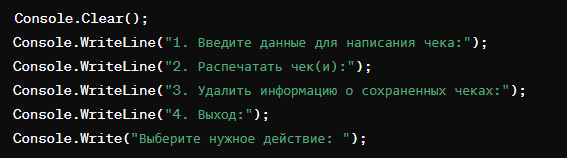 Console.Clear();
Console.WriteLine("1. Введите данные для написания чека:");
Console.WriteLine("2. Распечатать чек(и):");
Console.WriteLine("3. Удалить информацию о сохраненных чеках:");
Console.WriteLine("4. Выход:");
Console.Write("Выберите нужное действие: ");